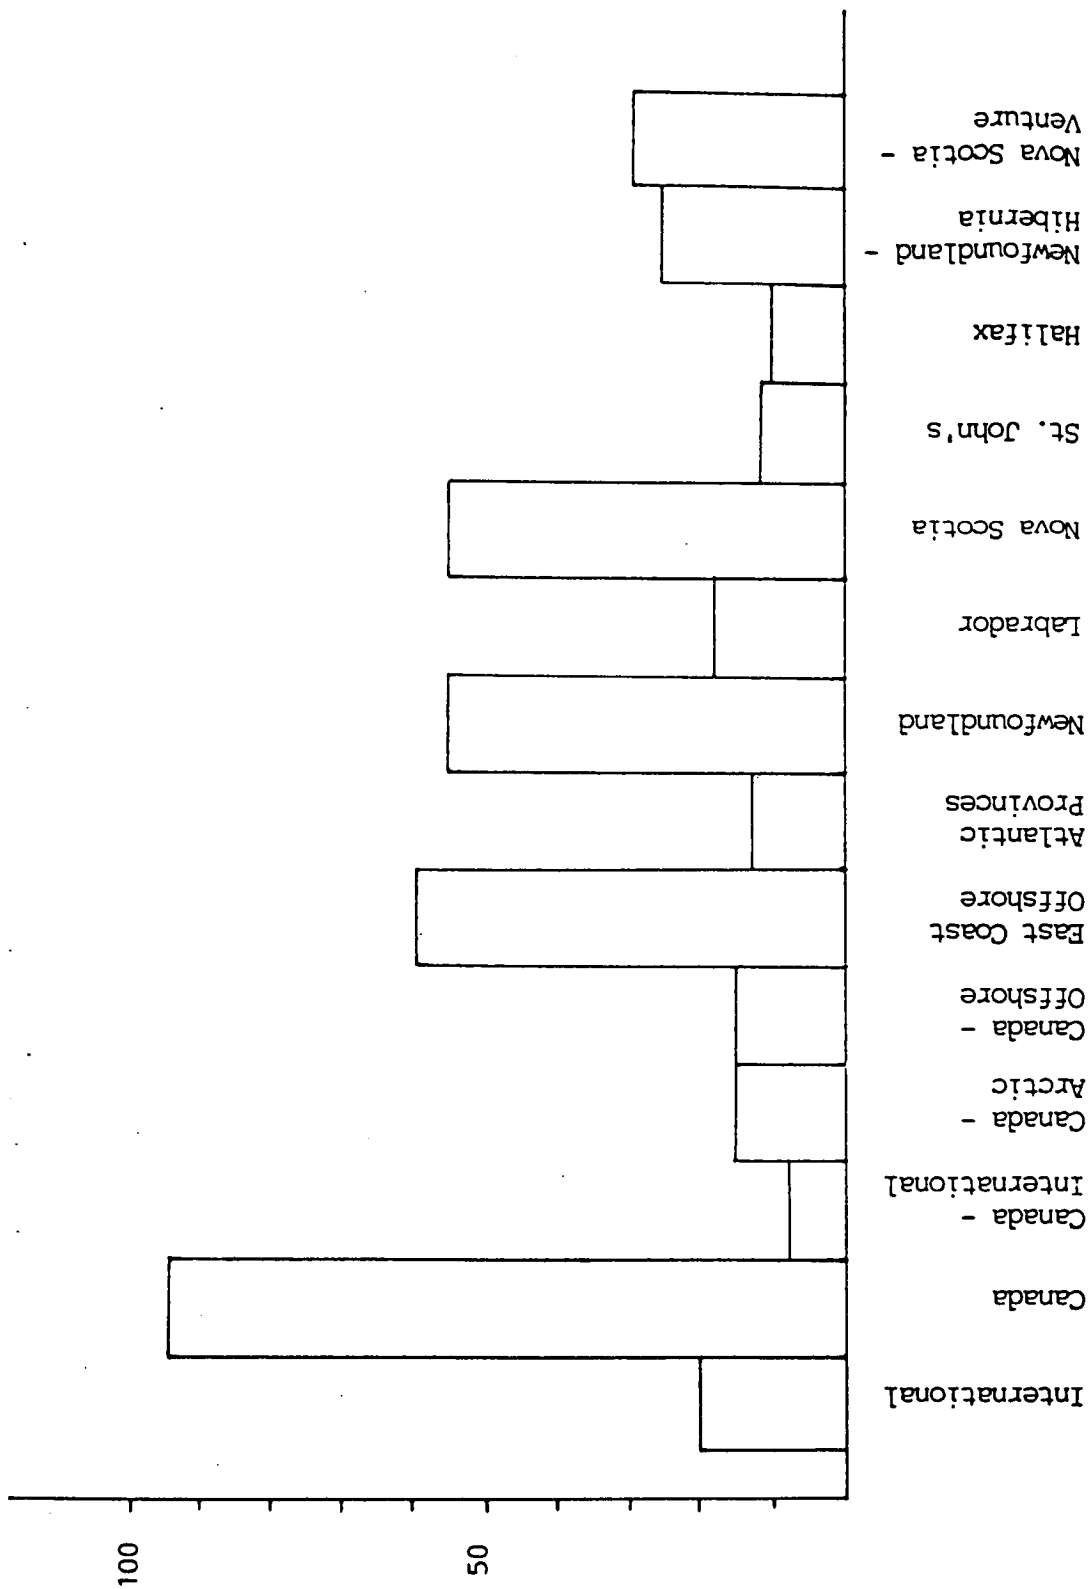 100
50
International
Canada
Canada -
International
Canada -
Arctic
Canada -
Offshore
East Coast
Offshore
Atlantic
Provinces
Newfoundland
Labrador
Nova Scotia
St. John's
Halifax
Newfoundland -
Hibernia
Nova Scotia -
Venture